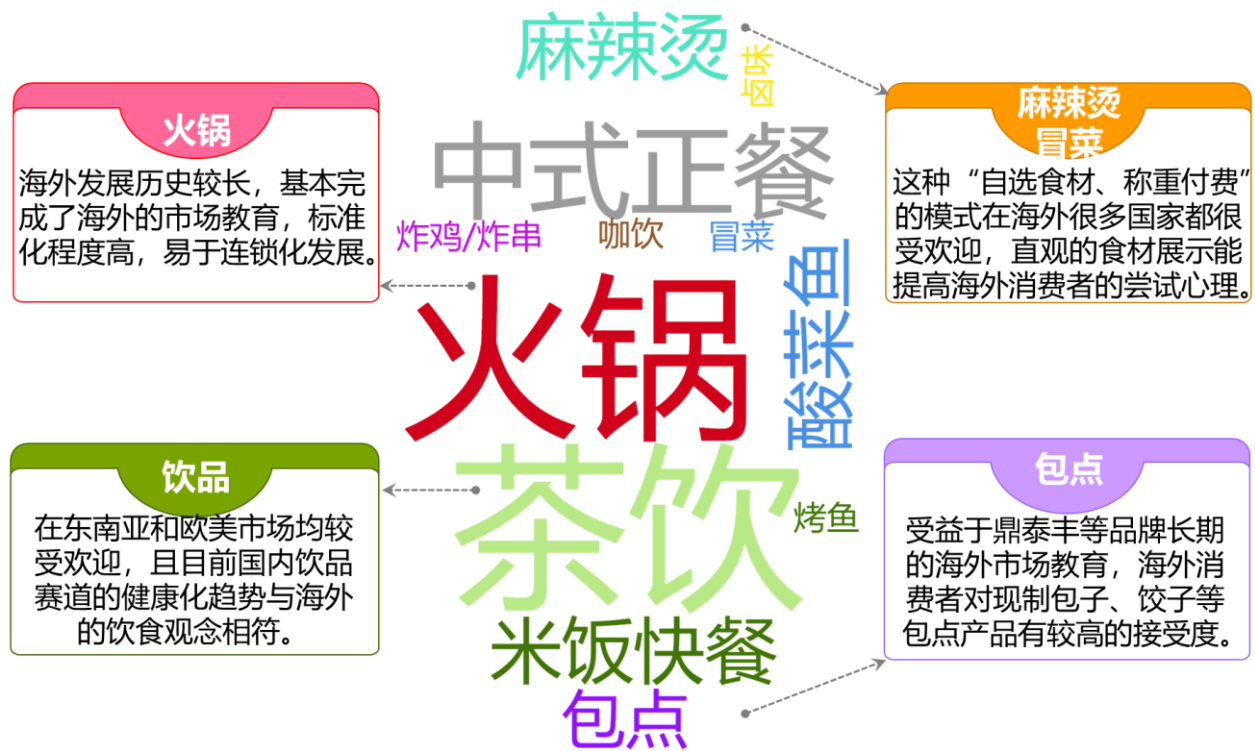 麻辣烫
卤味
中式正餐
炸鸡/炸串
咖饮
冒菜
酸菜鱼
火锅
茶饮
烤鱼
米饭快餐
包点
火锅
海外发展历史较长，基本完
成了海外的市场教育，标准
化程度高，易于连锁化发展。
麻辣烫
冒菜
这种“自选食材、称重付费”
的模式在海外很多国家都很
受欢迎，直观的食材展示能
提高海外消费者的尝试心理。
饮品
在东南亚和欧美市场均较
受欢迎，且目前国内饮品
赛道的健康化趋势与海外
的饮食观念相符。
包点
受益于鼎泰丰等品牌长期
的海外市场教育，海外消
费者对现制包子、饺子等
包点产品有较高的接受度。